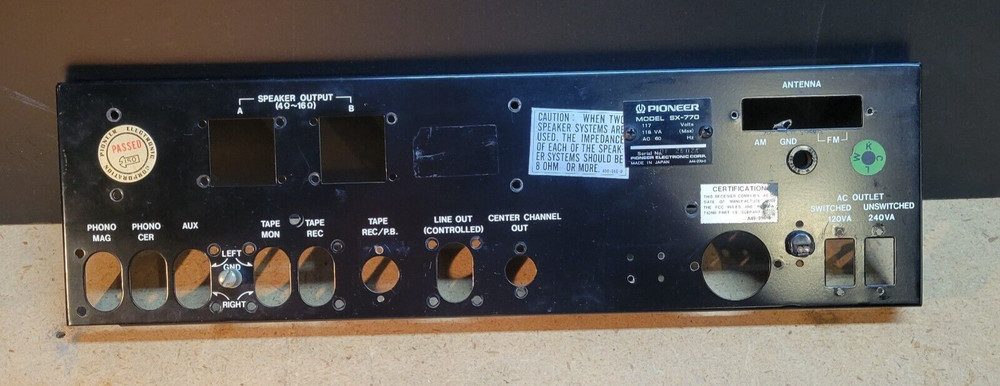 ANTENNA
SPEAKER OUTPUT
(4Ω~16Ω)
A
B
PIONEER ELECTRONIC
CORPORATION
PASSED
CAUTION: WHEN TWO
SPEAKER SYSTEMS ARE
USED, THE IMPEDANCE
OF EACH OF THE SPEAK-
ER SYSTEMS SHOULD BE
8 OHM OR MORE.
PIONEER
MODEL SX-770
117 Volts
116 VA (Max)
AC 60 Hz
Serial No.
PIONEER ELECTRONIC CORP.
MADE IN JAPAN
AM
GND
FM
CERTIFICATION
AC OUTLET
SWITCHED
120VA
UNSWITCHED
240VA
PHONO
MAG
PHONO
CER
AUX
LEFT
GND
RIGHT
TAPE
MON
TAPE
REC
TAPE
REC/P.B.
LINE OUT
(CONTROLLED)
CENTER CHANNEL
OUT